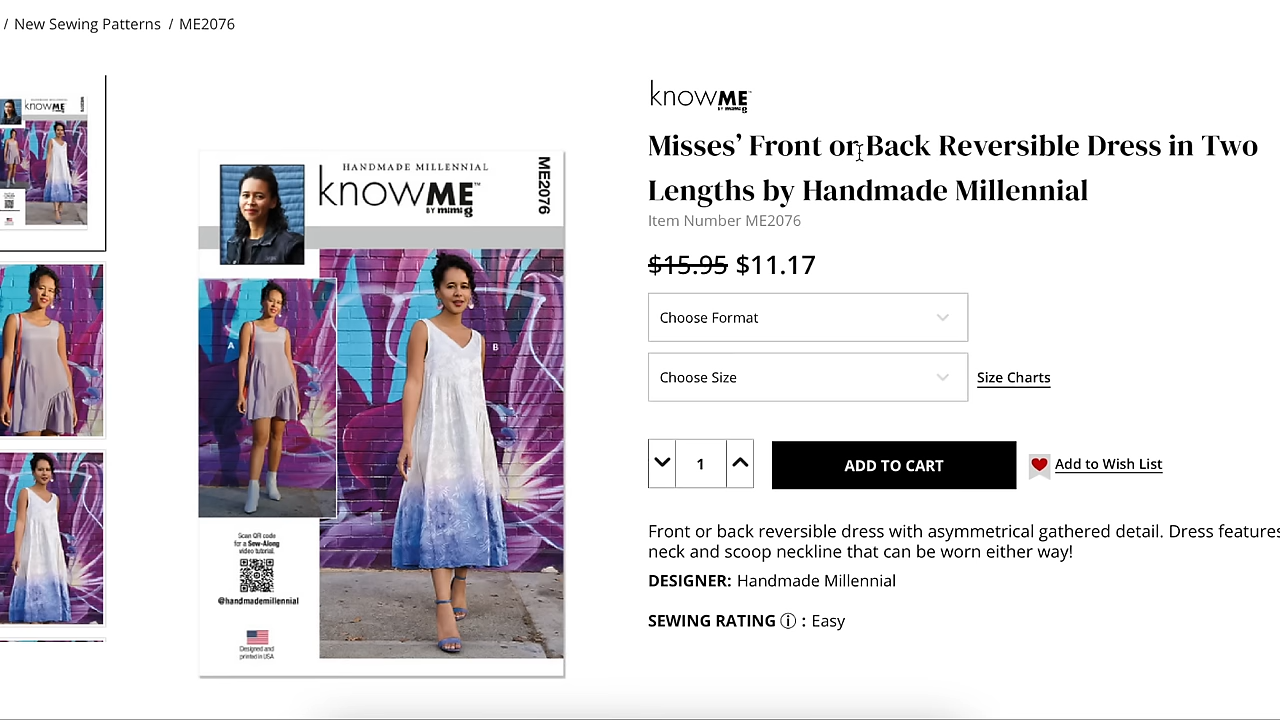 / New Sewing Patterns / ME2076
knowME
BY mimi g
Misses’ Front or Back Reversible Dress in Two
Lengths by Handmade Millennial
Item Number ME2076
$15.95 $11.17
Choose Format
Choose Size
Size Charts
1
ADD TO CART
Add to Wish List
Front or back reversible dress with asymmetrical gathered detail. Dress features
neck and scoop neckline that can be worn either way!
DESIGNER: Handmade Millennial
SEWING RATING ⓘ : Easy
HANDMADE MILLENNIAL
knowME™
BY mimi g
ME2076
A
B
Scan QR code
for a Sew-Along
video tutorial.
@handmademillennial
Designed and
printed in USA
knowME